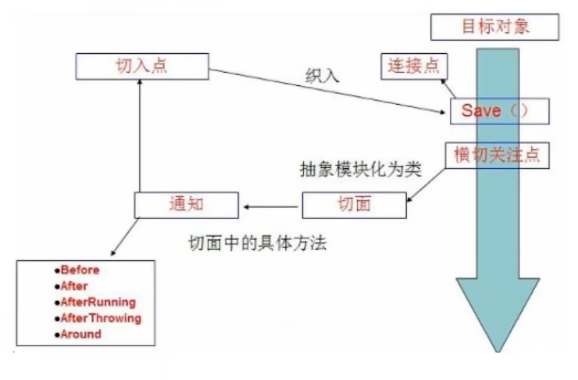 目标对象
切入点
织入
连接点
Save（）
横切关注点
抽象模块化为类
通知
切面
切面中的具体方法
●Before
●After
●AfterRunning
●AfterThrowing
●Around